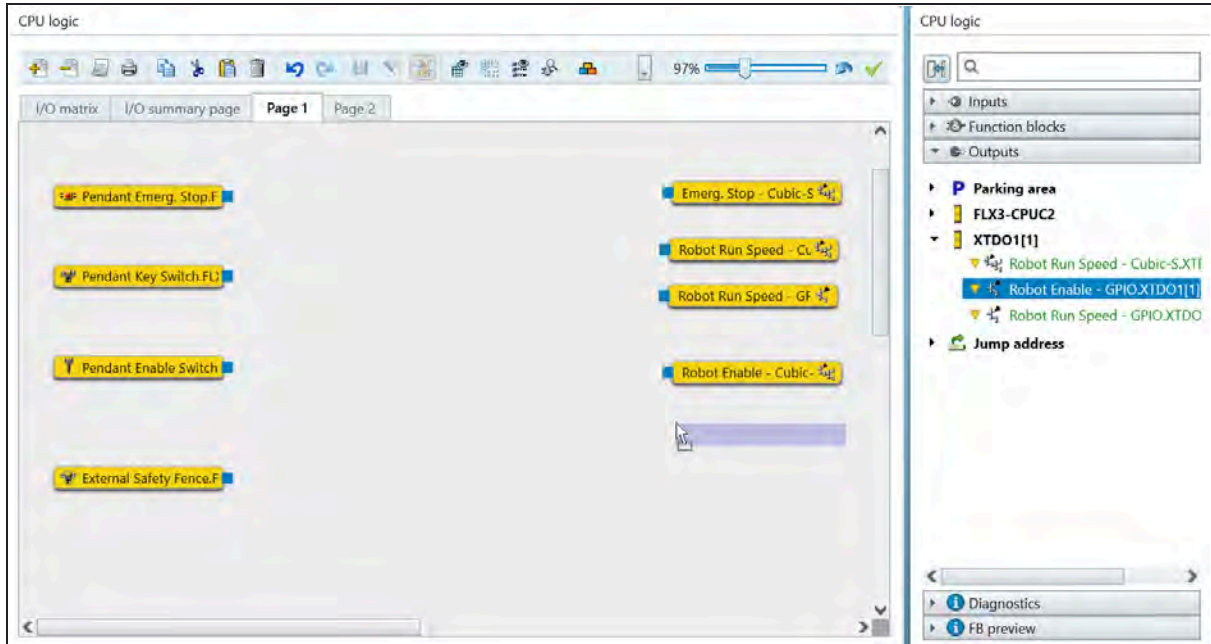 CPU logic
97%
I/O matrix I/O summary page Page 1 Page 2
Pendant Emerg. Stop.F
Pendant Key Switch.FL
Pendant Enable Switch
External Safety Fence.F
Emerg. Stop - Cubic-S
Robot Run Speed - Cu
Robot Run Speed - GF
Robot Enable - Cubic-
CPU logic
Inputs
Function blocks
Outputs
P Parking area
FLX3-CPUC2
XTDO1[1]
Robot Run Speed - Cubic-S.XTI
Robot Enable - GPIO.XTDO1[1]
Robot Run Speed - GPIO.XTDO
Jump address
Diagnostics
FB preview